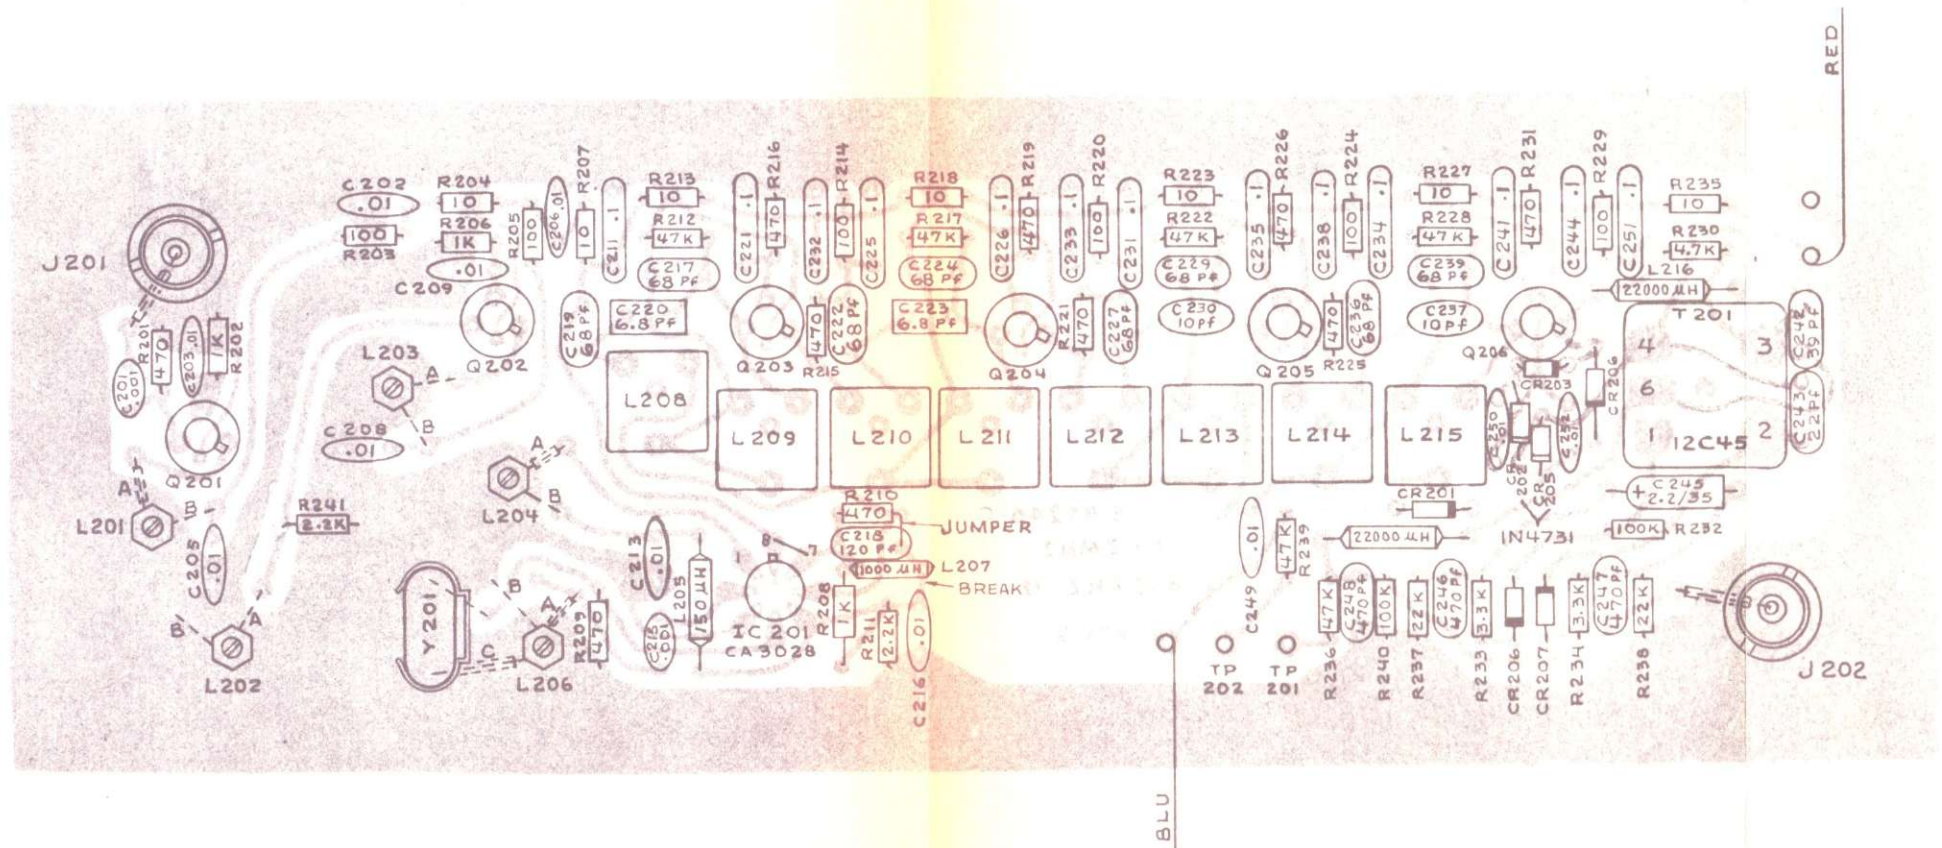 RED
J201
R201
470
C201
.001
C203 .01
1K
R202
Q201
A
B
L201
C205
.01
R241
2.2K
A
B
L202
C202
.01
100
R203
R204
10
R206
1K
.01
C209
R205
100
C206 .01
R207
10
C211 .1
Q202
L203
A
B
C208
.01
A
B
L204
Y201
B
A
C
L206
R209
470
R213
10
R212
47K
C217
68 Pf
C219
68 Pf
C220
6.8 Pf
L208
C221 .1
R216
470
C232 .1
R214
100
C225 .1
Q203
470
R215
C222
68 Pf
R218
10
R217
47K
C224
68 Pf
C223
6.8 Pf
C226 .1
R219
470
C233 .1
R220
100
C231 .1
Q204
R221
470
C227
68 Pf
R223
10
R222
47K
C229
68 Pf
C230
10 Pf
C235 .1
R226
470
C238 .1
R224
100
C234 .1
Q205
470
R225
C236
68 Pf
R227
10
R228
47K
C239
68 Pf
C237
10 Pf
C241 .1
R231
470
C244 .1
R229
100
C251 .1
R235
10
R230
4.7K
L216
22000 µH
Q206
CR203
CR206
T201
4
3
6
1
2
12C45
C242
39 Pf
C243
22 Pf
L209
L210
L211
L212
L213
L214
L215
C250
.01
CR
202
CR
205
C252
.01
1N4731
CR201
22000 µH
C245
+ 2.2/35
100K
R232
R210
470
JUMPER
C218
120 Pf
1000 µH
L207
BREAK
C213
.01
L205
150 µH
C215
.001
1
8
7
IC 201
CA 3028
R208
1K
R211
2.2K
C216
.01
C249
.01
47K
R239
TP
202
TP
201
47K
R236
C248
470 Pf
100K
R240
22K
R237
C246
470 Pf
3.3K
R233
CR206
CR207
3.3K
R234
C247
470 Pf
22K
R238
J202
BLU